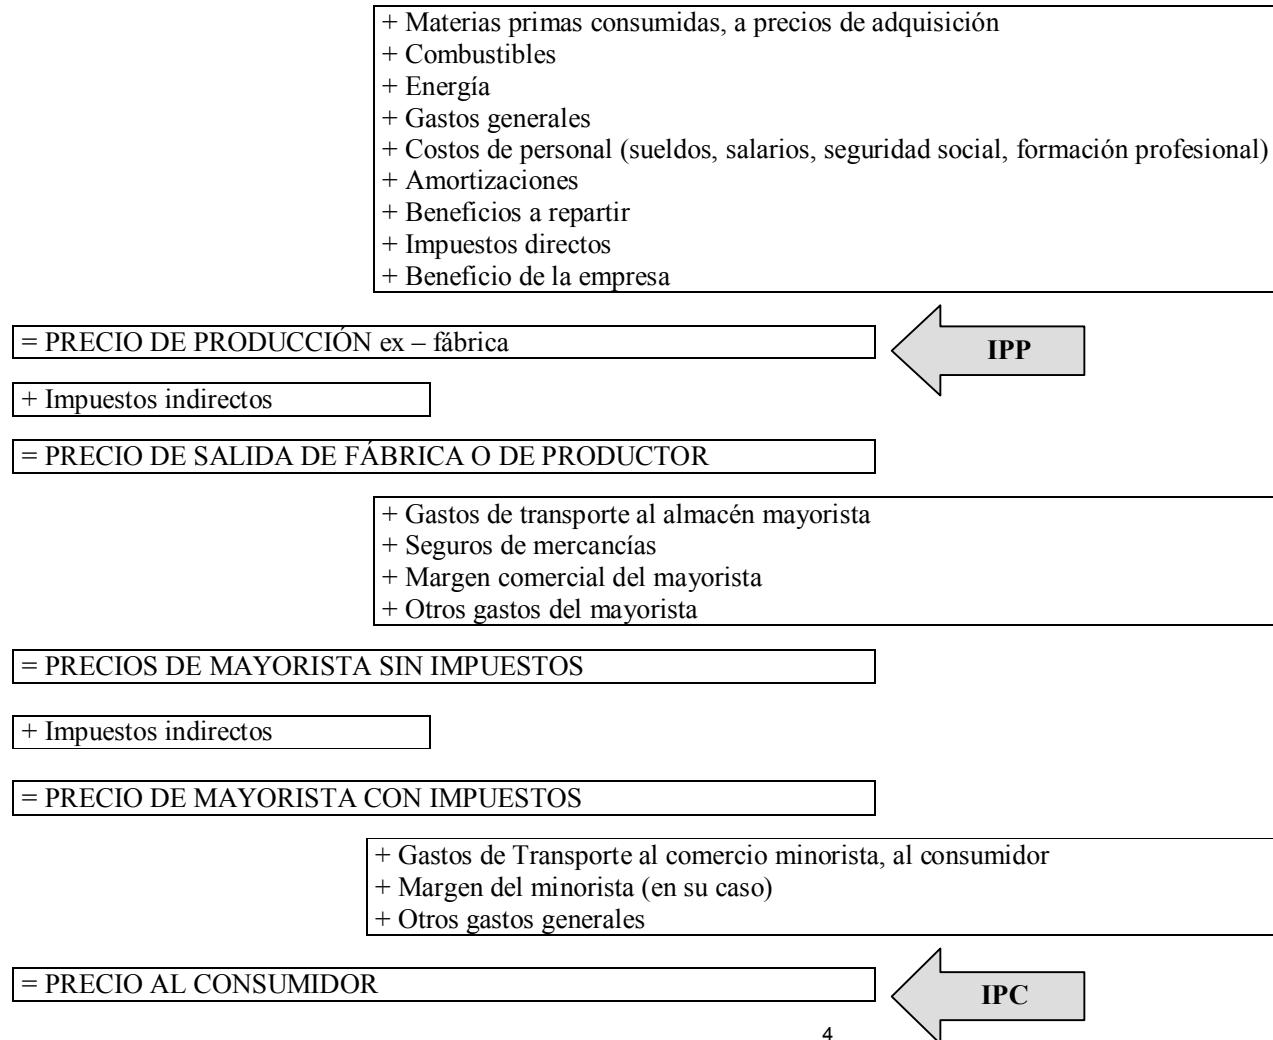 + Materias primas consumidas, a precios de adquisición
+ Combustibles
+ Energía
+ Gastos generales
+ Costos de personal (sueldos, salarios, seguridad social, formación profesional)
+ Amortizaciones
+ Beneficios a repartir
+ Impuestos directos
+ Beneficio de la empresa
= PRECIO DE PRODUCCIÓN ex – fábrica
IPP
+ Impuestos indirectos
= PRECIO DE SALIDA DE FÁBRICA O DE PRODUCTOR
+ Gastos de transporte al almacén mayorista
+ Seguros de mercancías
+ Margen comercial del mayorista
+ Otros gastos del mayorista
= PRECIOS DE MAYORISTA SIN IMPUESTOS
+ Impuestos indirectos
= PRECIO DE MAYORISTA CON IMPUESTOS
+ Gastos de Transporte al comercio minorista, al consumidor
+ Margen del minorista (en su caso)
+ Otros gastos generales
= PRECIO AL CONSUMIDOR
IPC
4